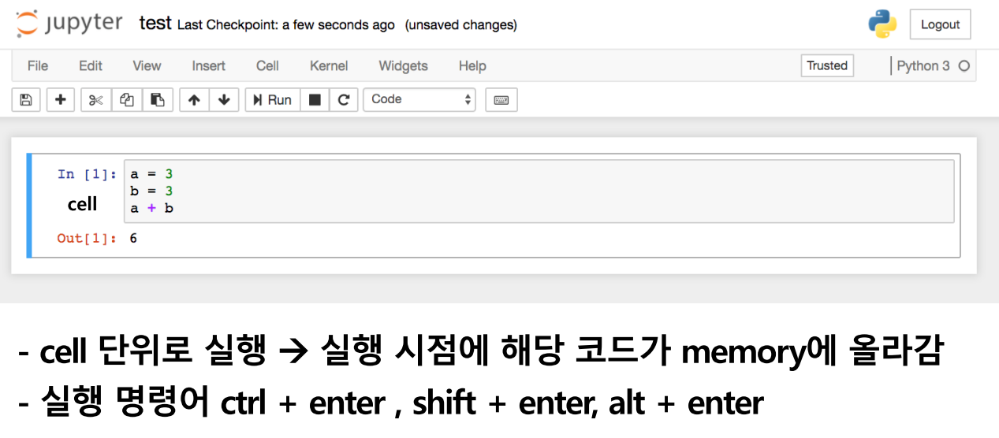 jupyter test Last Checkpoint: a few seconds ago (unsaved changes) Logout
File Edit View Insert Cell Kernel Widgets Help Trusted Python 3
Run Code
In [1]: a = 3
b = 3
cell a + b
Out[1]: 6
- cell 단위로 실행 → 실행 시점에 해당 코드가 memory에 올라감
- 실행 명령어 ctrl + enter , shift + enter, alt + enter